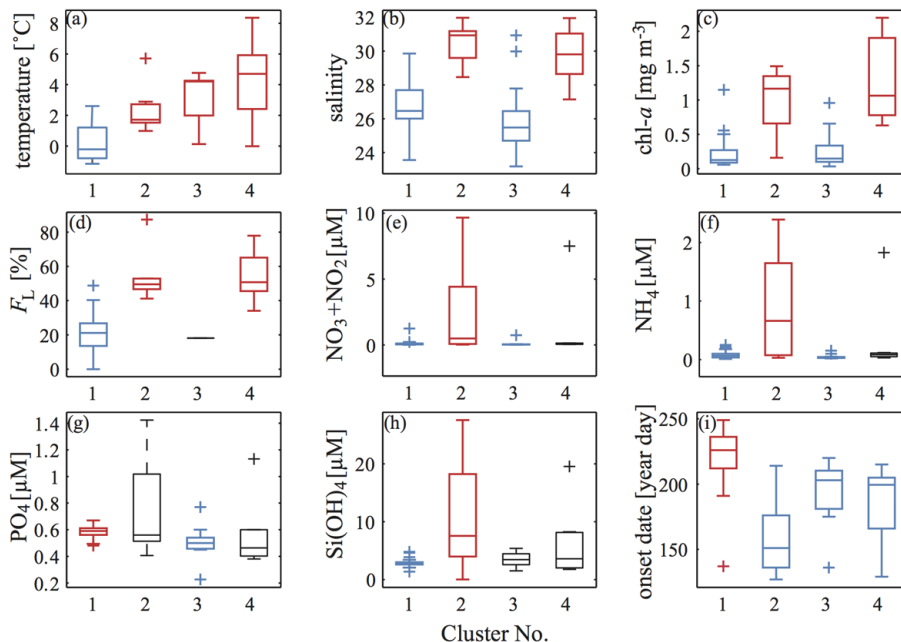 (a) (b) (c)
temperature [˚C] salinity chl-a [mg m⁻³]
8 32 2
6 30 1.5
4 28 1
2 26 0.5
0 24 0
1 2 3 4 1 2 3 4 1 2 3 4
(d) (e) (f)
F_L [%] NO₃+NO₂ [µM] NH₄ [µM]
80 10 2
60 5 1
40 0 0
20
0
1 2 3 4 1 2 3 4 1 2 3 4
(g) (h) (i)
PO₄ [µM] Si(OH)₄ [µM] onset date [year day]
1.4 20 250
1.2 10 200
1 0 150
0.8
0.6
0.4
0.2
1 2 3 4 1 2 3 4 1 2 3 4
Cluster No.